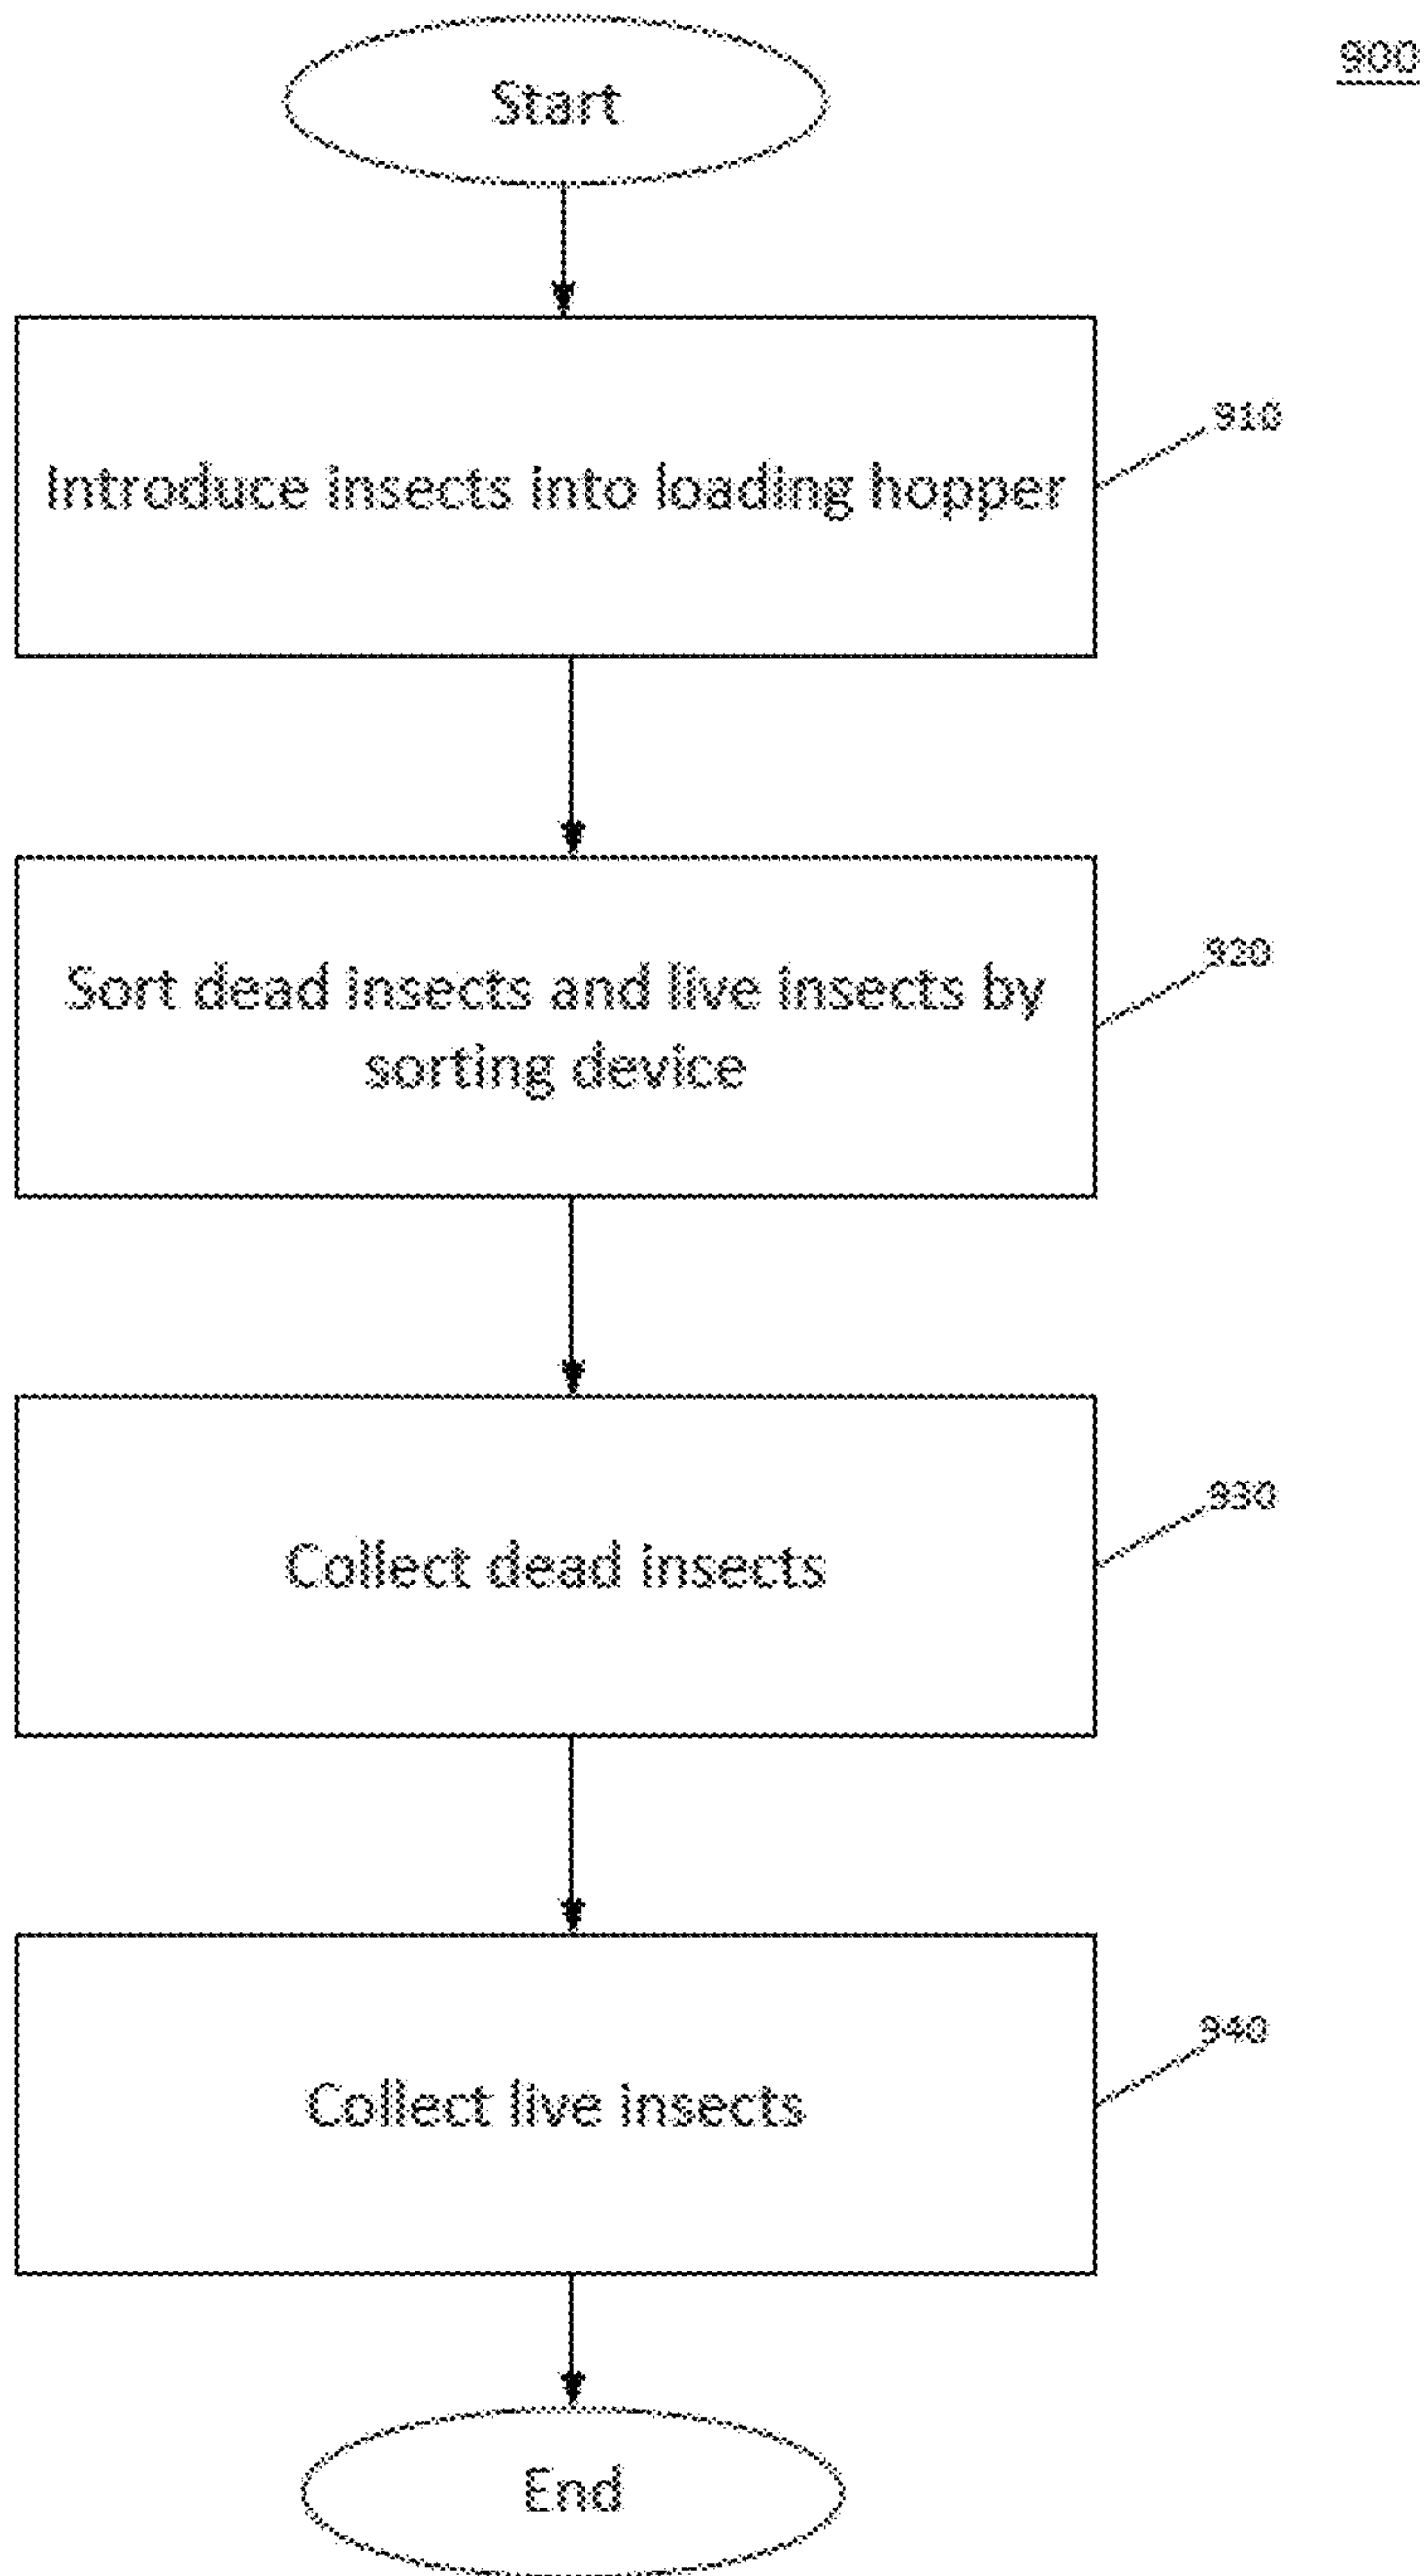 900
Start
Introduce insects into loading hopper
910
Sort dead insects and live insects by
sorting device
920
Collect dead insects
930
Collect live insects
940
End